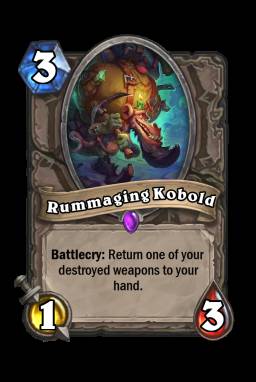 3
Rummaging Kobold
Battlecry: Return one of your
destroyed weapons to your
hand.
1
3